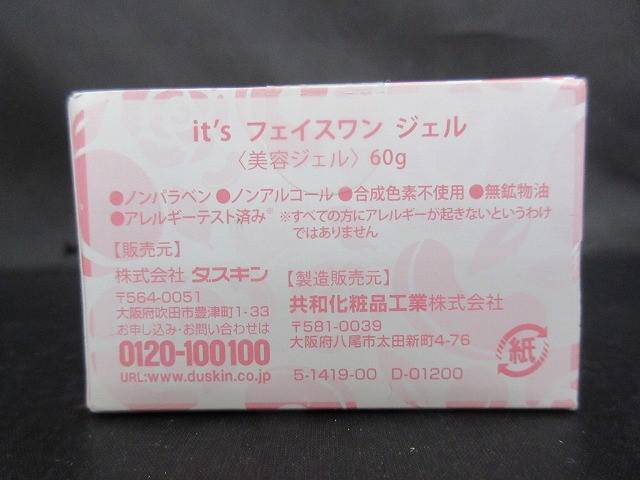 it's フェイスワン ジェル
〈美容ジェル〉60g
●ノンパラベン ●ノンアルコール ●合成色素不使用 ●無鉱物油
●アレルギーテスト済み※ ※すべての方にアレルギーが起きないというわけ
ではありません
【販売元】
株式会社 ダスキン
〒564-0051
大阪府吹田市豊津町1-33
お申し込み・お問い合わせは
0120-100100
URL:www.duskin.co.jp
【製造販売元】
共和化粧品工業株式会社
〒581-0039
大阪府八尾市太田新町4-76
5-1419-00 D-01200
紙